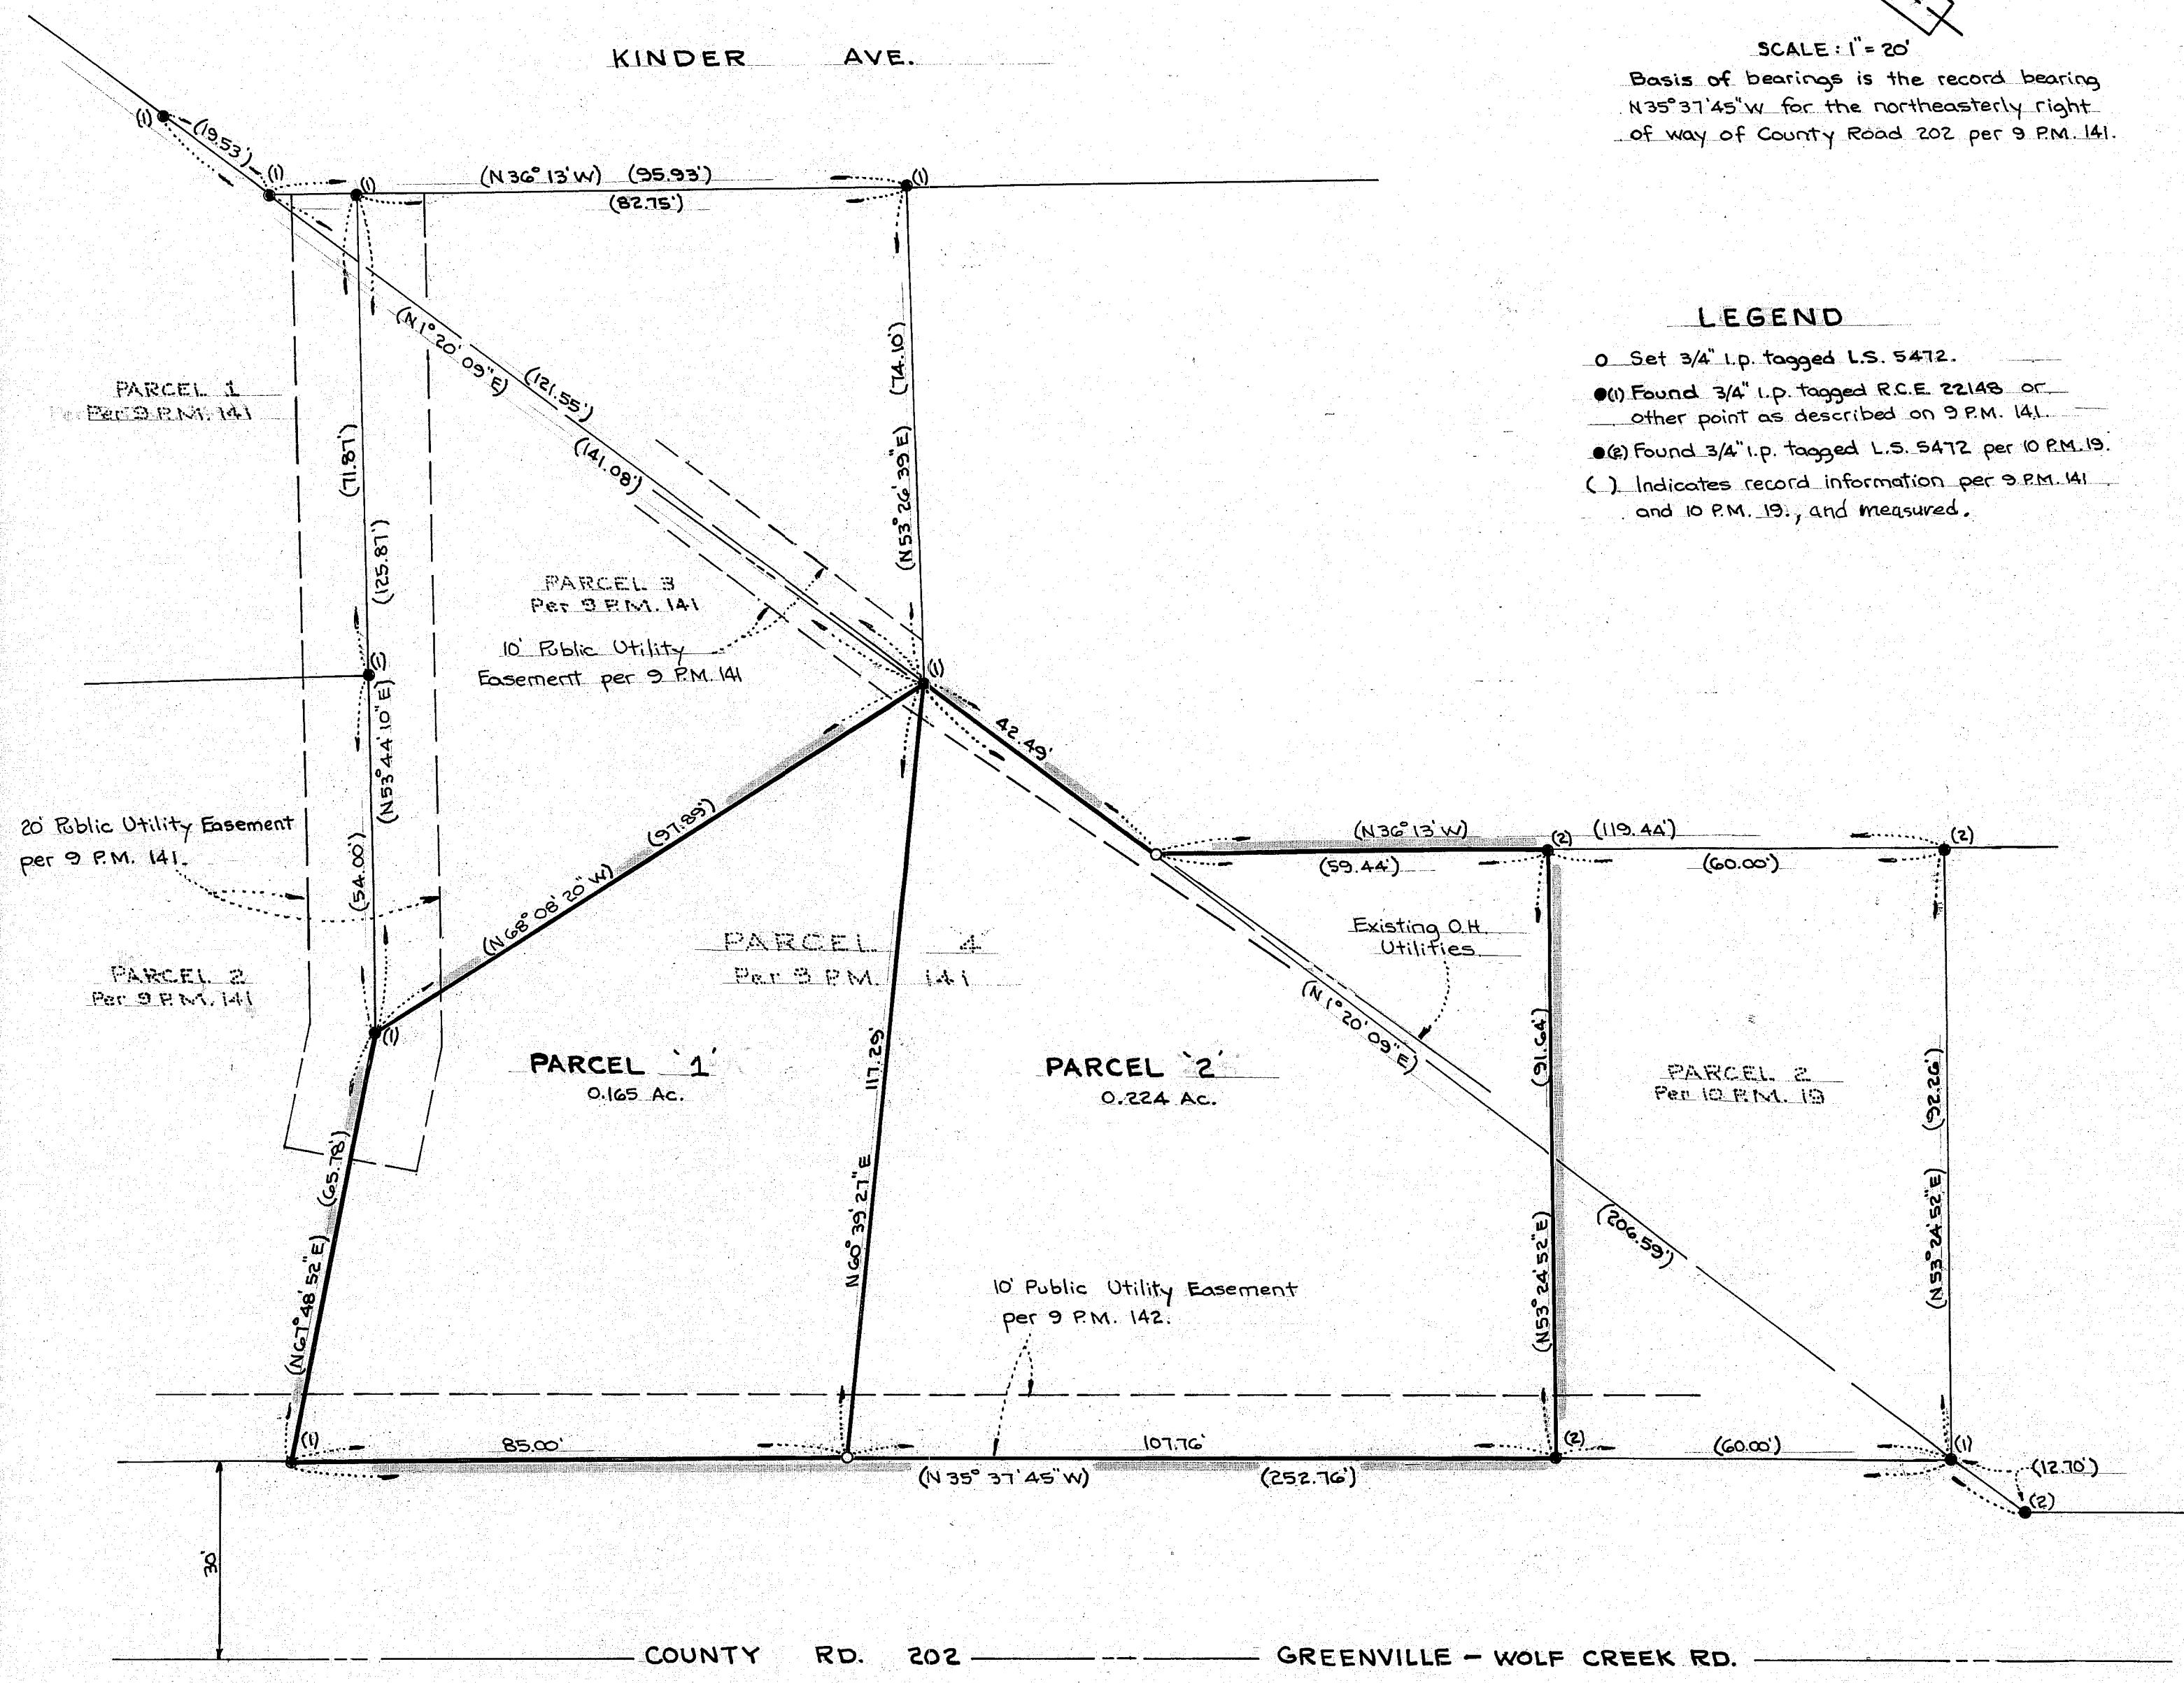 KINDER AVE.
SCALE: 1"= 20'
Basis of bearings is the record bearing
N35°37'45"W for the northeasterly right
of way of County Road 202 per 9 P.M. 141.
LEGEND
O Set 3/4" I.p. tagged L.S. 5472.
●(1) Found 3/4" I.p. tagged R.C.E. 22148 or
other point as described on 9 P.M. 141.
●(2) Found 3/4" I.p. tagged L.S. 5472 per 10 P.M. 19.
( ) Indicates record information per 9 P.M. 141
and 10 P.M. 19., and measured.
(1)
(19.53')
(1)
(1)
(N 36° 13' W) (95.93')
(82.75')
(1)
PARCEL 1
Per 9 P.M. 141
(71.87')
(125.87')
(N 1° 20' 09" E)
(121.55')
(141.08')
(74.10')
(N53° 26' 39" E)
PARCEL 3
Per 9 P.M. 141
10' Public Utility
Easement per 9 P.M. 141
(1)
(N53° 44' 10" E)
(1)
42.49'
20' Public Utility Easement
per 9 P.M. 141.
(54.00')
(97.89')
(N 68° 08' 20" W)
(N 36° 13' W)
(59.44')
(2)
(119.44')
(60.00')
(2)
Existing O.H.
Utilities
PARCEL 2
Per 9 P.M. 141
PARCEL 4
Per 9 P.M. 141
(1)
PARCEL '1'
0.165 Ac.
117.29'
N60° 39' 27" E
PARCEL '2'
0.224 Ac.
(N 1° 20' 09" E)
(91.64')
(N53° 24' 52" E)
PARCEL 2
Per 10 P.M. 19
(92.26')
(N53° 24' 52" E)
(206.59')
(65.78')
(N67° 48' 52" E)
10' Public Utility Easement
per 9 P.M. 142.
(1)
85.00'
107.76'
(2)
(60.00')
(1)
(N 35° 37' 45" W) (252.76')
(12.70')
(2)
30'
COUNTY RD. 202 GREENVILLE – WOLF CREEK RD.